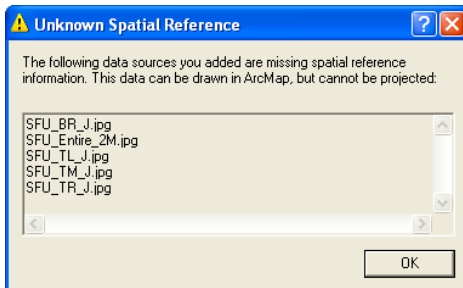 Unknown Spatial Reference
The following data sources you added are missing spatial reference
information. This data can be drawn in ArcMap, but cannot be projected:
SFU_BR_J.jpg
SFU_Entire_2M.jpg
SFU_TL_J.jpg
SFU_TM_J.jpg
SFU_TR_J.jpg
OK